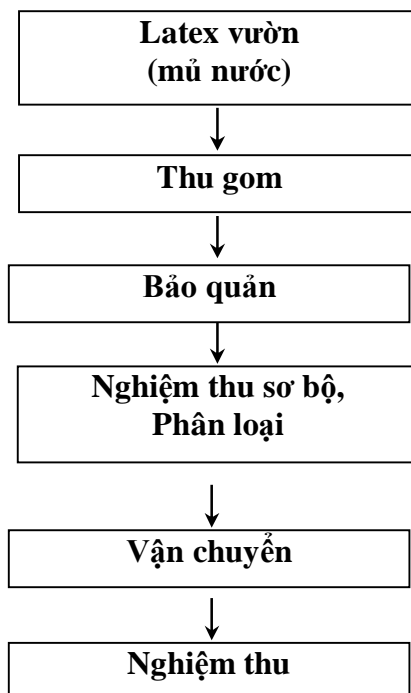 Latex vườn
(mủ nước)
Thu gom
Bảo quản
Nghiệm thu sơ bộ,
Phân loại
Vận chuyển
Nghiệm thu